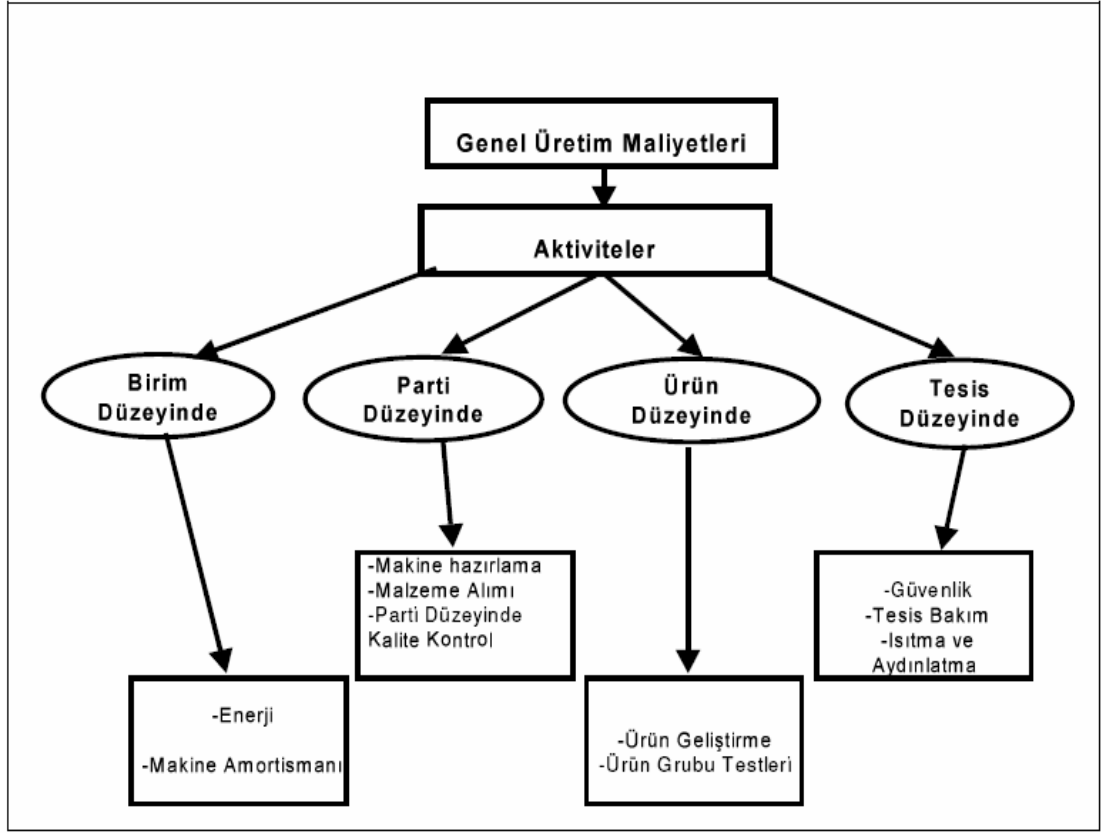 Genel Üretim Maliyetleri
Aktiviteler
Birim
Düzeyinde
Parti
Düzeyinde
Ürün
Düzeyinde
Tesis
Düzeyinde
-Enerji
-Makine Amortismanı
-Makine hazırlama
-Malzeme Alımı
-Parti Düzeyinde
Kalite Kontrol
-Ürün Geliştirme
-Ürün Grubu Testleri
-Güvenlik
-Tesis Bakım
-Isıtma ve
Aydınlatma